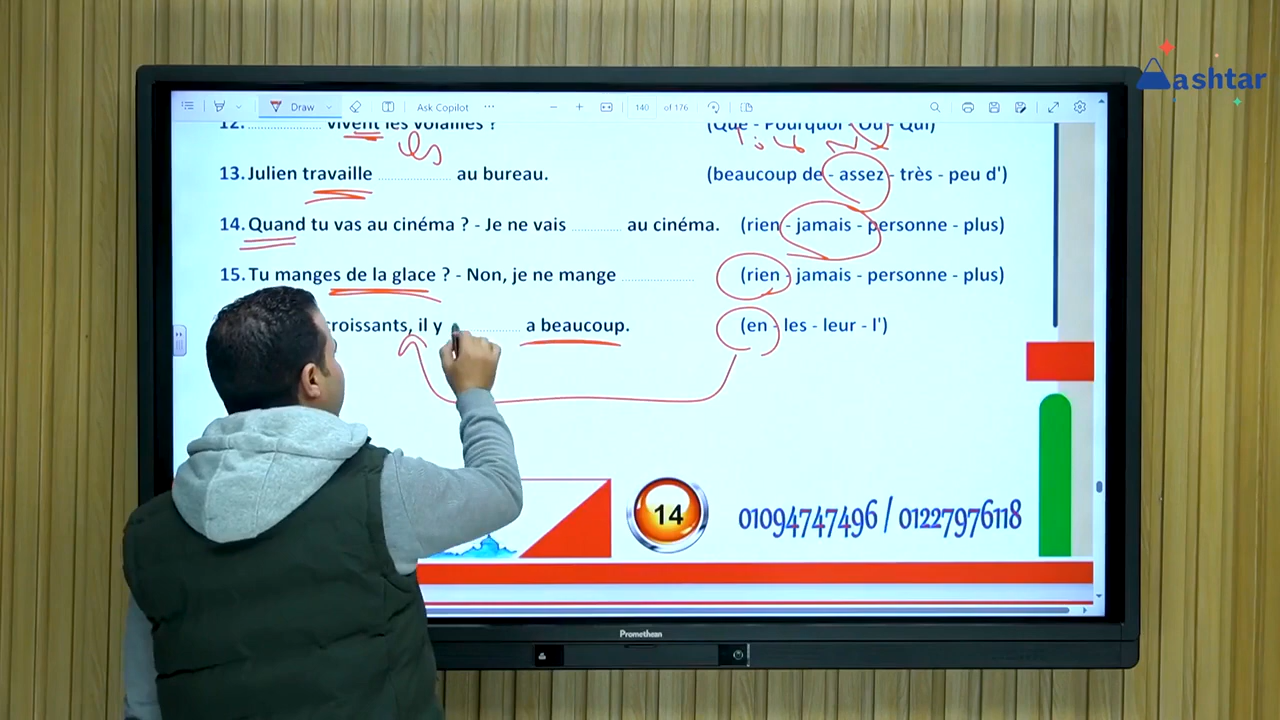 ashtar
Draw Ask Copilot ... 140 of 176
12. ............ vivent les volailles ? (Que - Pourquoi - Où - Qui)
ils
13. Julien travaille ............ au bureau. (beaucoup de - assez - très - peu d')
14. Quand tu vas au cinéma ? - Je ne vais ............ au cinéma. (rien - jamais - personne - plus)
15. Tu manges de la glace ? - Non, je ne mange ............ (rien - jamais - personne - plus)
croissants, il y ............ a beaucoup. (en - les - leur - l')
14
01094747496 / 01227976118
Promethean